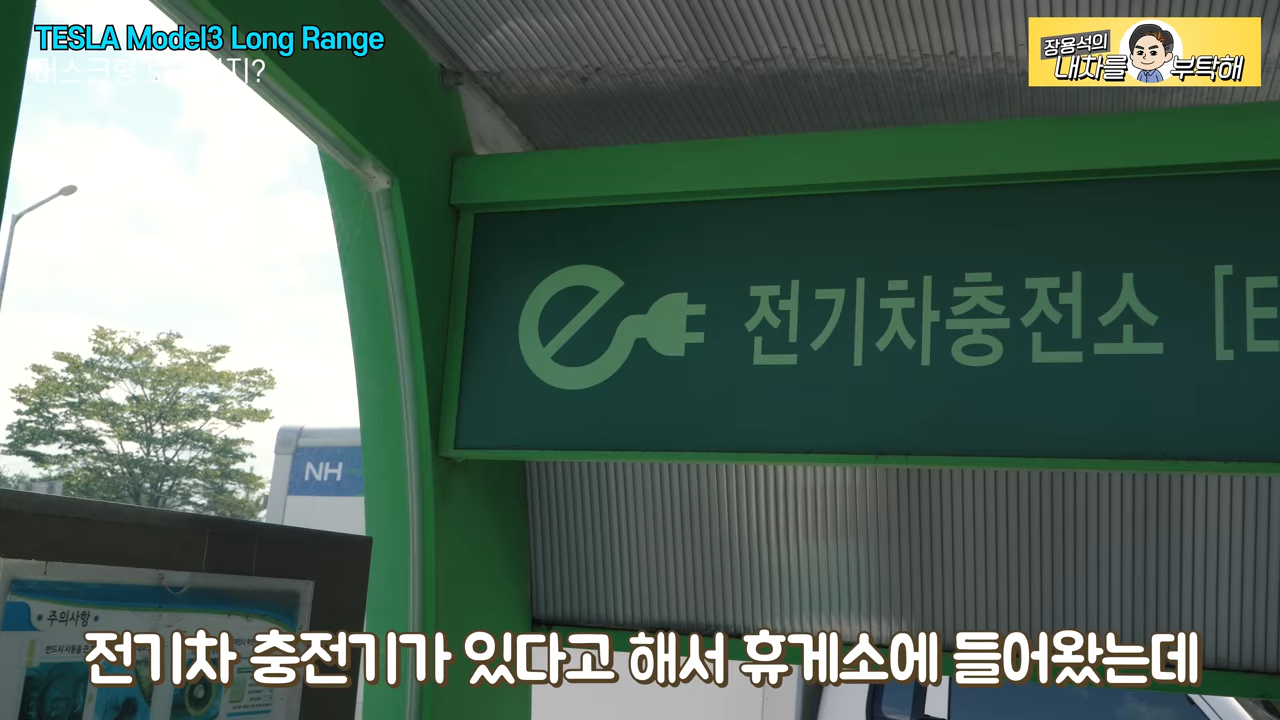 TESLA Model3 Long Range
장용석의
내차를 부탁해
전기차충전소 [E
NH
• 주의사항 •
전기차 충전기가 있다고 해서 휴게소에 들어왔는데